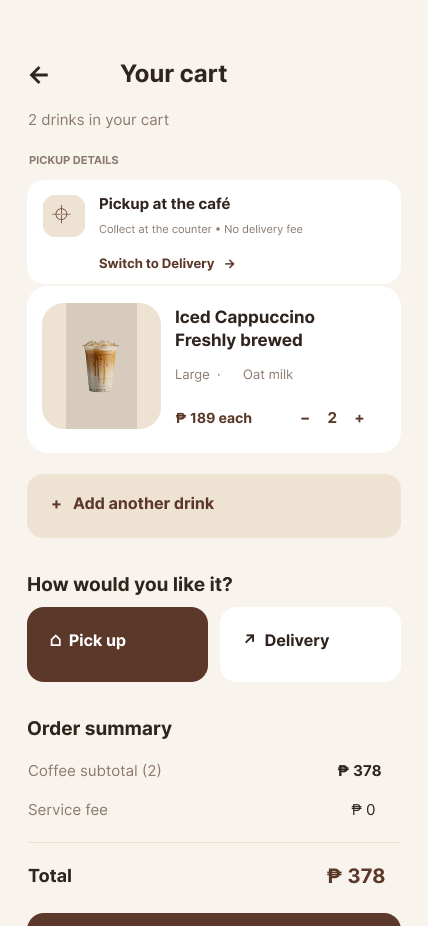 ← Your cart
2 drinks in your cart
PICKUP DETAILS
Pickup at the café
Collect at the counter • No delivery fee
Switch to Delivery →
Iced Cappuccino
Freshly brewed
Large · Oat milk
₱ 189 each − 2 +
+ Add another drink
How would you like it?
⌂ Pick up ↗ Delivery
Order summary
Coffee subtotal (2) ₱ 378
Service fee ₱ 0
Total ₱ 378